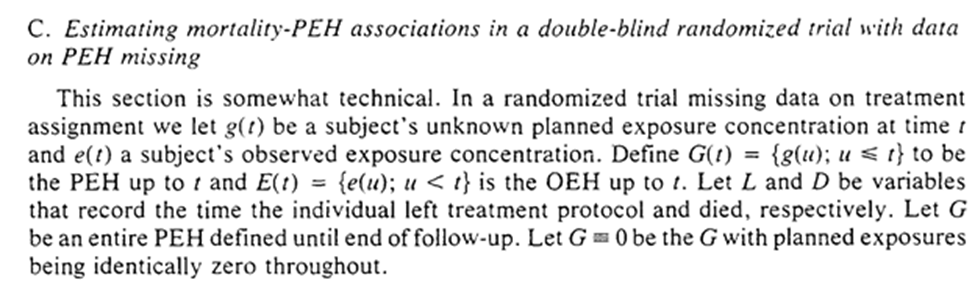 C. Estimating mortality-PEH associations in a double-blind randomized trial with data
on PEH missing
This section is somewhat technical. In a randomized trial missing data on treatment
assignment we let g(t) be a subject's unknown planned exposure concentration at time t
and e(t) a subject's observed exposure concentration. Define G(t) = {g(u); u ⩽ t} to be
the PEH up to t and E(t) = {e(u); u < t} is the OEH up to t. Let L and D be variables
that record the time the individual left treatment protocol and died, respectively. Let G
be an entire PEH defined until end of follow-up. Let G ≡ 0 be the G with planned exposures
being identically zero throughout.